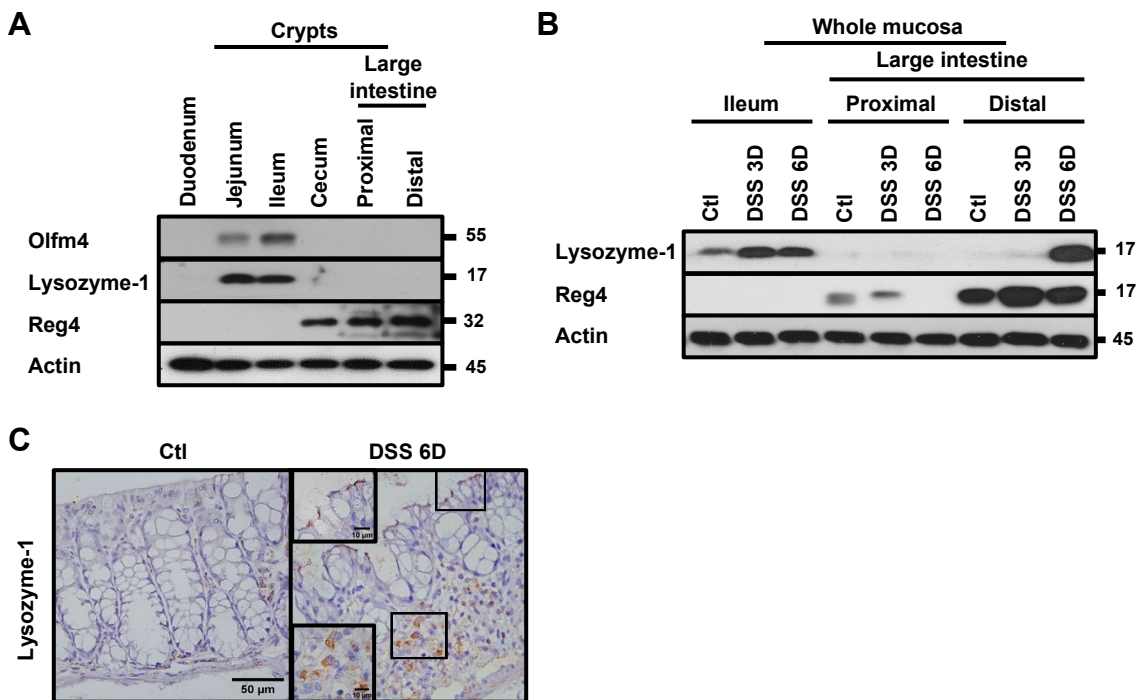 A
Crypts
Large
intestine
Duodenum
Jejunum
Ileum
Cecum
Proximal
Distal
Olfm4
55
Lysozyme-1
17
Reg4
32
Actin
45
B
Whole mucosa
Large intestine
Ileum
Proximal
Distal
Ctl
DSS 3D
DSS 6D
Ctl
DSS 3D
DSS 6D
Ctl
DSS 3D
DSS 6D
Lysozyme-1
17
Reg4
17
Actin
45
C
Ctl
DSS 6D
Lysozyme-1
50 µm
10 µm
10 µm